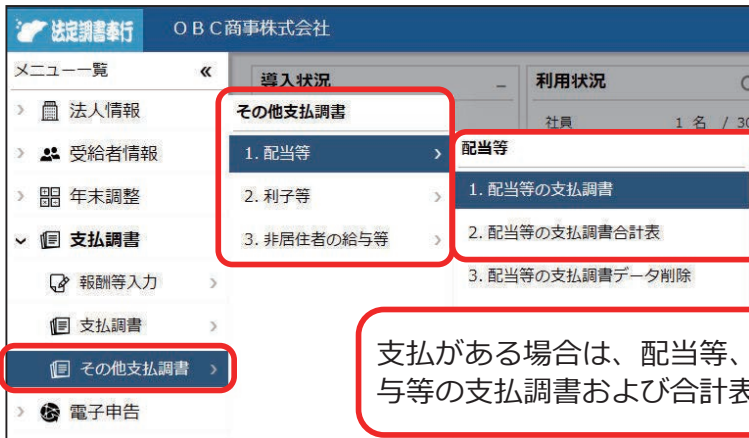 法定調書奉行 ＯＢＣ商事株式会社
メニュー一覧 «
法人情報
受給者情報
年末調整
支払調書
報酬等入力
支払調書
その他支払調書
電子申告
導入状況
利用状況
社員 1 名 / 30
その他支払調書
1. 配当等
2. 利子等
3. 非居住者の給与等
配当等
1. 配当等の支払調書
2. 配当等の支払調書合計表
3. 配当等の支払調書データ削除
支払がある場合は、配当等、
与等の支払調書および合計表